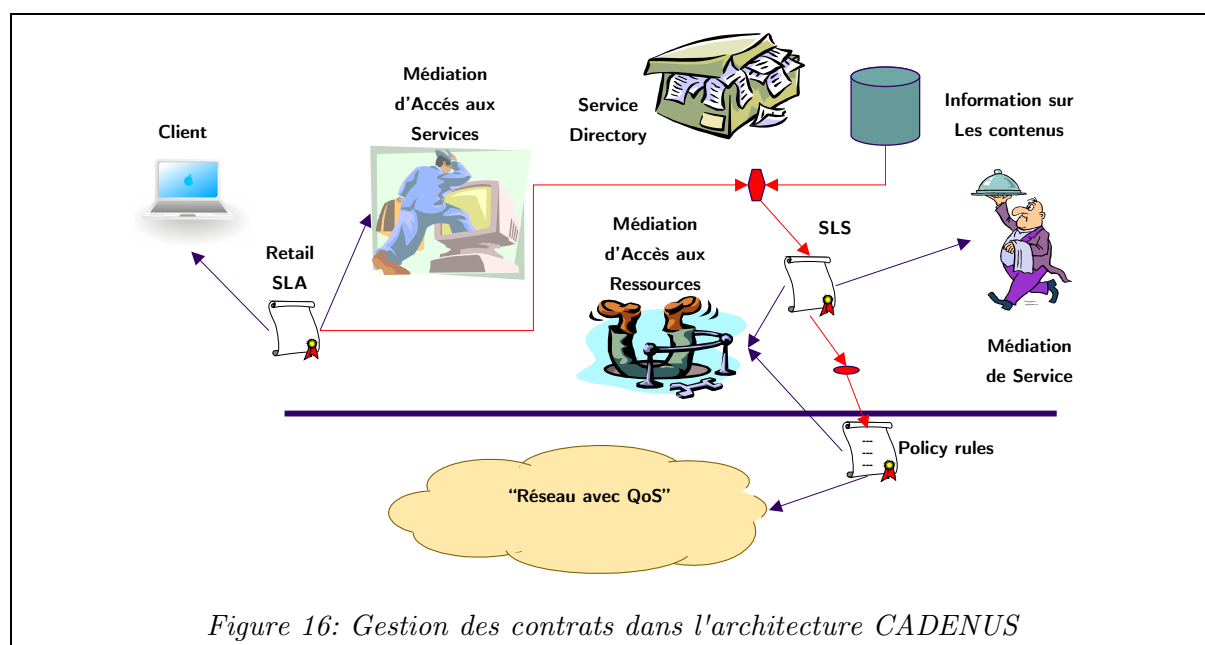 Médiation
d'Accés aux
Services
Service
Directory
Information sur
Les contenus
Client
Médiation
d'Accès aux
Ressources
SLS
Retail
SLA
Médiation
de Service
Policy rules
---
---
---
“Réseau avec QoS”
Figure 16: Gestion des contrats dans l'architecture CADENUS